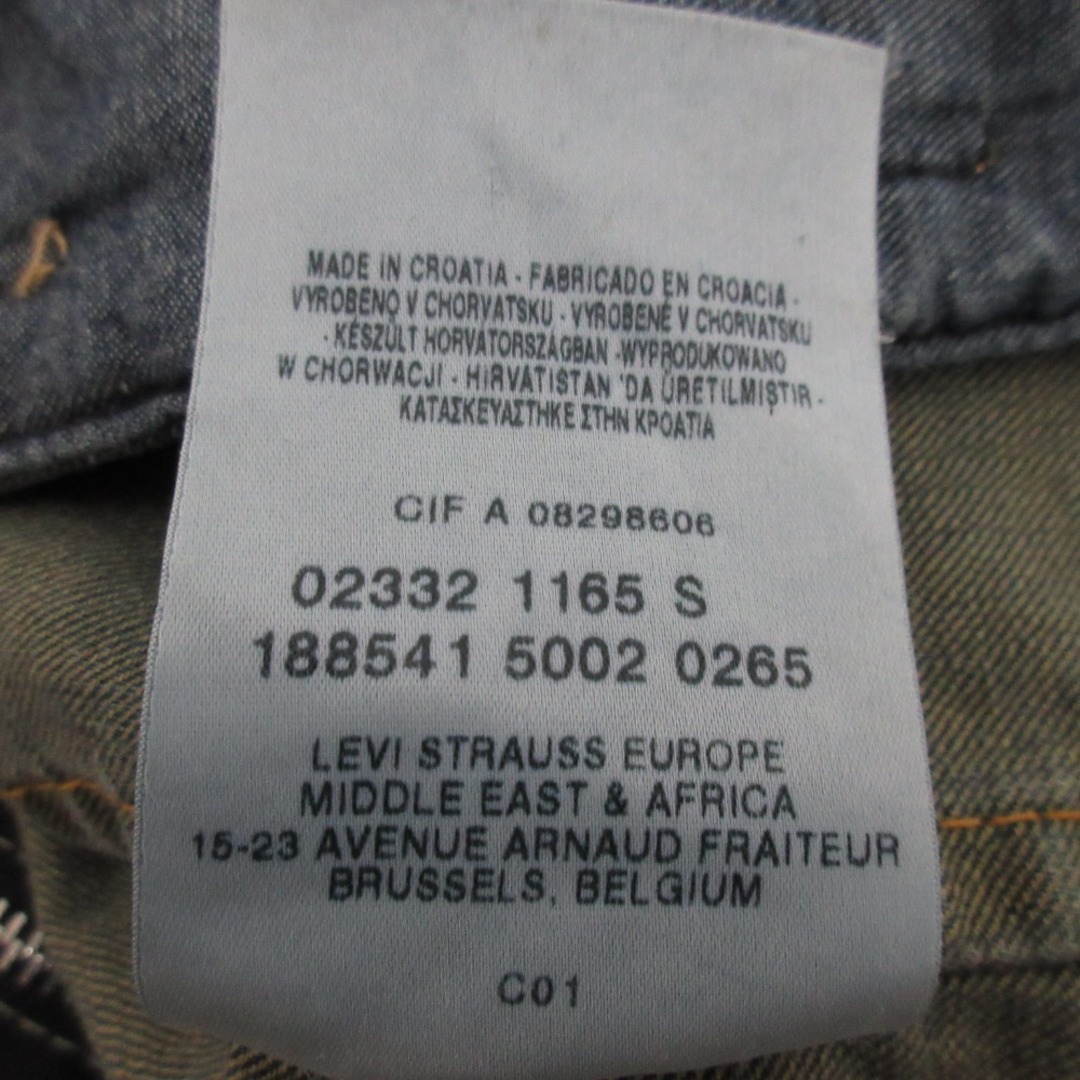 MADE IN CROATIA - FABRICADO EN CROACIA -
VYROBENO V CHORVATSKU - VYROBENÉ V CHORVATSKU
- KÉSZÜLT HORVÁTORSZÁGBAN -WYPRODUKOWANO
W CHORWACJI - HIRVATISTAN 'DA ÜRETILMIŞTIR -
ΚΑΤΑΣΚΕΥΑΣΤΗΚΕ ΣΤΗΝ ΚΡΟΑΤΙΑ
CIF A 08298606
02332 1165 S
188541 5002 0265
LEVI STRAUSS EUROPE
MIDDLE EAST & AFRICA
15-23 AVENUE ARNAUD FRAITEUR
BRUSSELS, BELGIUM
C01